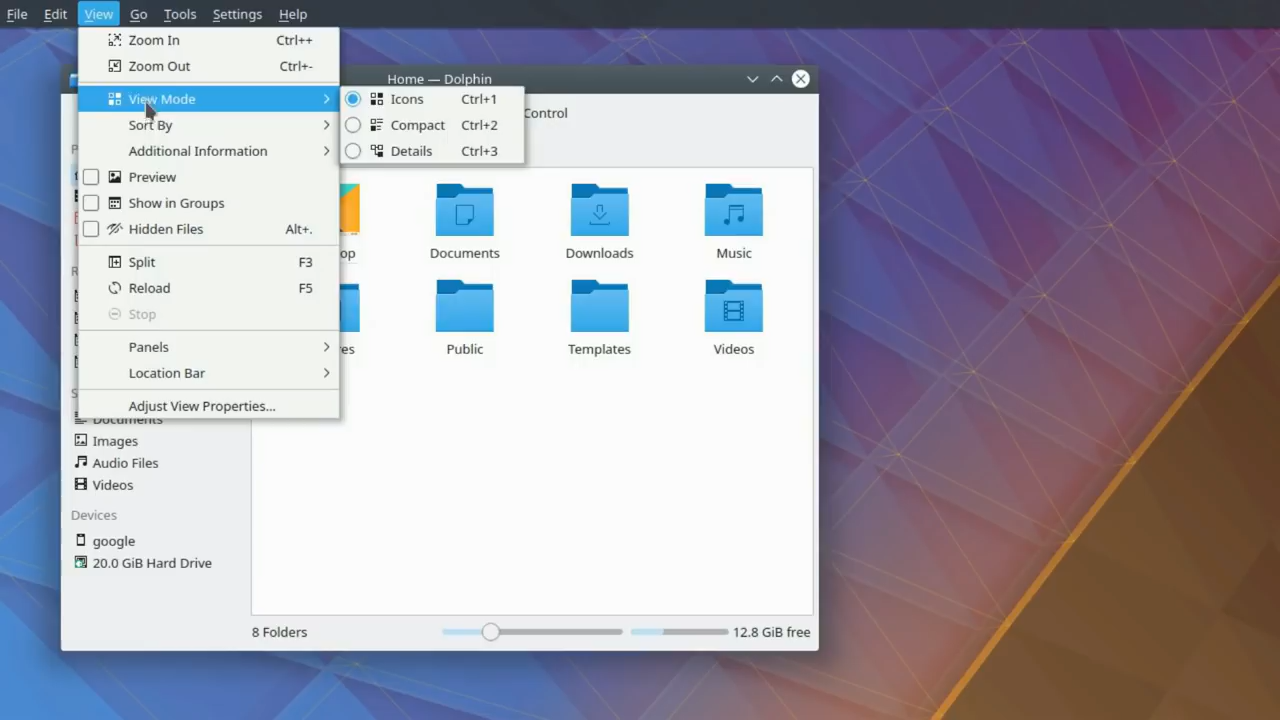 File Edit View Go Tools Settings Help
Zoom In Ctrl++
Zoom Out Ctrl+-
Home — Dolphin
View Mode
Icons Ctrl+1
Control
Sort By
Compact Ctrl+2
Additional Information
Details Ctrl+3
Preview
Show in Groups
Hidden Files Alt+.
op Documents Downloads Music
Split F3
Reload F5
Stop
Panels
res Public Templates Videos
Location Bar
Adjust View Properties...
Documents
Images
Audio Files
Videos
Devices
google
20.0 GiB Hard Drive
8 Folders
12.8 GiB free